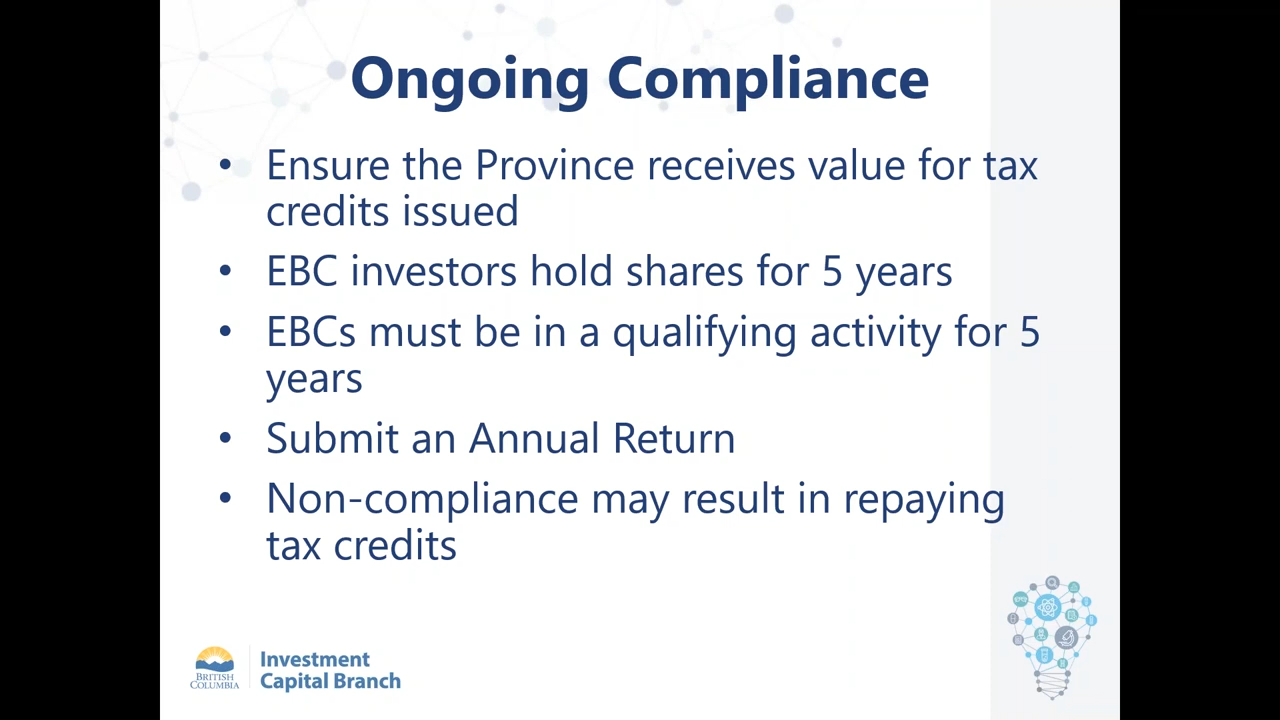 Ongoing Compliance
• Ensure the Province receives value for tax
credits issued
• EBC investors hold shares for 5 years
• EBCs must be in a qualifying activity for 5
years
• Submit an Annual Return
• Non-compliance may result in repaying
tax credits
BRITISH
COLUMBIA
Investment
Capital Branch